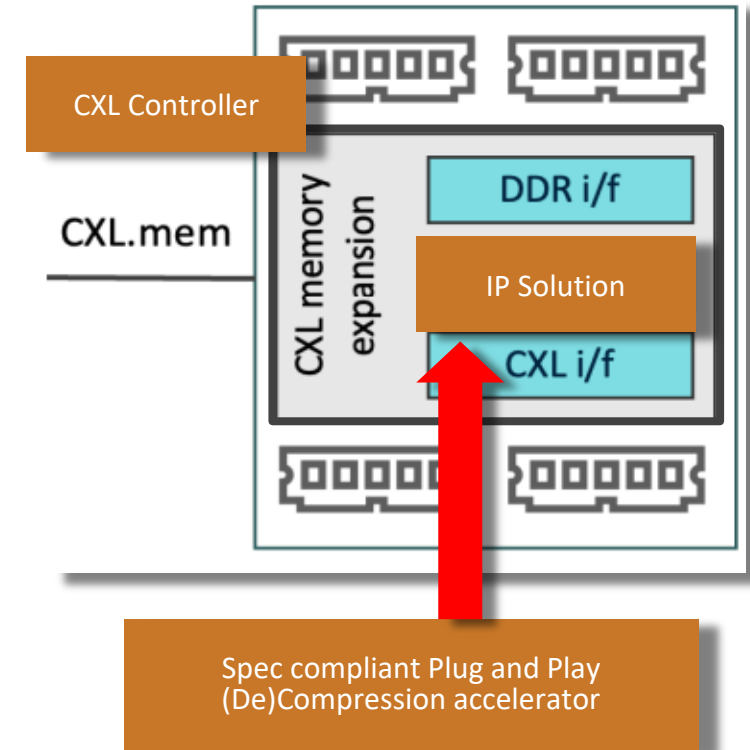 CXL Controller
CXL.mem
CXL memory
expansion
DDR i/f
IP Solution
CXL i/f
Spec compliant Plug and Play
(De)Compression accelerator